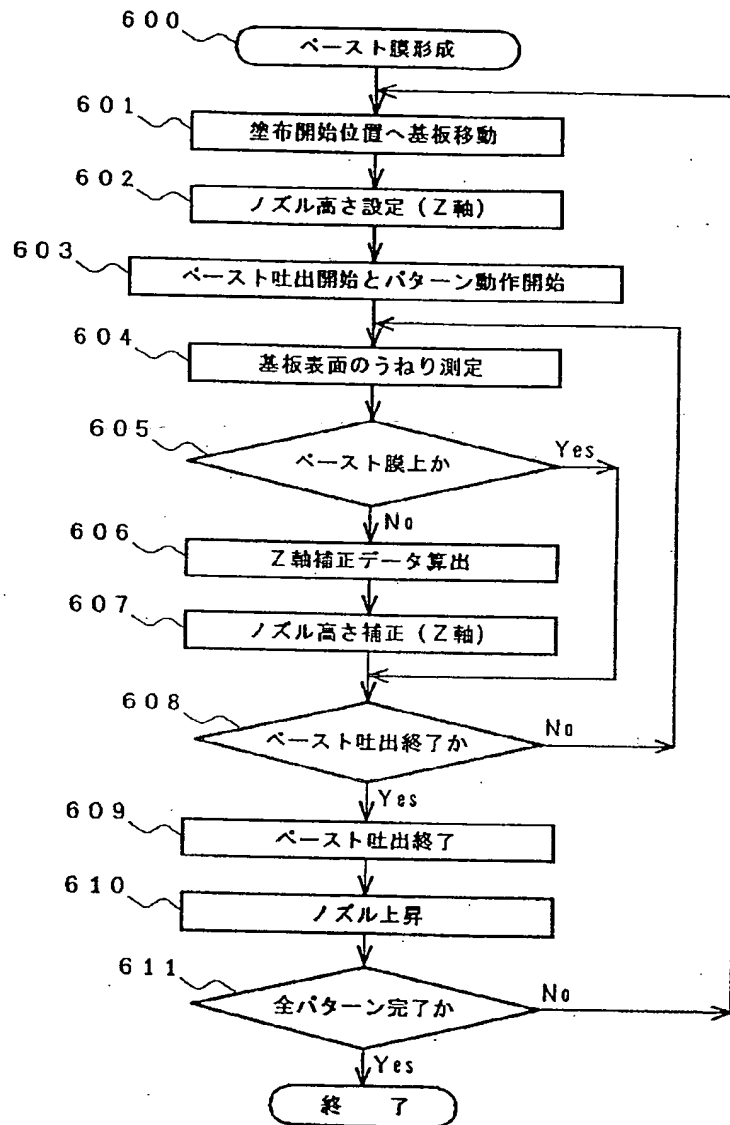 600
ペースト膜形成
601
塗布開始位置へ基板移動
602
ノズル高さ設定(Z軸)
603
ペースト吐出開始とパターン動作開始
604
基板表面のうねり測定
605
ペースト膜上か
Yes
No
606
Z軸補正データ算出
607
ノズル高さ補正(Z軸)
608
ペースト吐出終了か
No
Yes
609
ペースト吐出終了
610
ノズル上昇
611
全パターン完了か
No
Yes
終 了